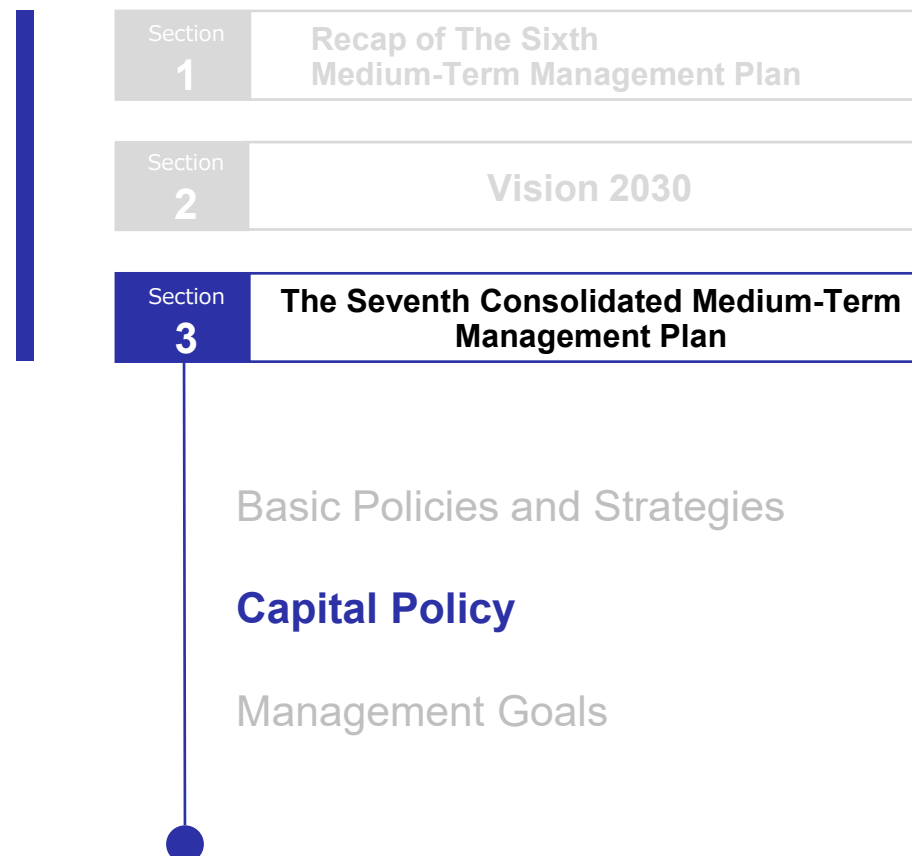 Section
1
Recap of The Sixth
Medium-Term Management Plan
Section
2
Vision 2030
Section
3
The Seventh Consolidated Medium-Term
Management Plan
Basic Policies and Strategies
Capital Policy
Management Goals